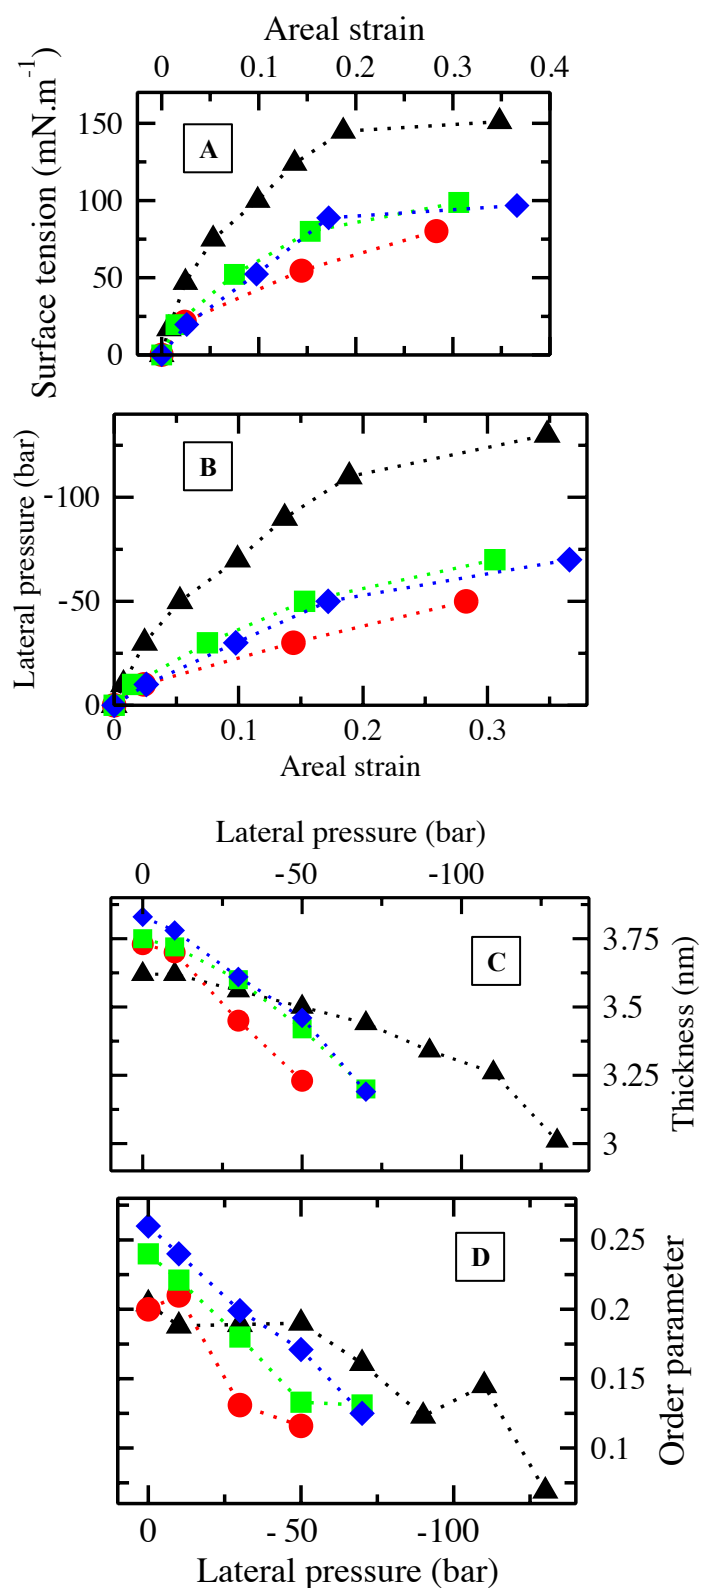 Areal strain
0 0.1 0.2 0.3 0.4
Surface tension (mN.m-1)
150
100
50
0
A
Lateral pressure (bar)
-100
-50
0
B
0 0.1 0.2 0.3
Areal strain
Lateral pressure (bar)
0 -50 -100
C
3.75
3.5
3.25
3
Thickness (nm)
D
0.25
0.2
0.15
0.1
Order parameter
0 -50 -100
Lateral pressure (bar)